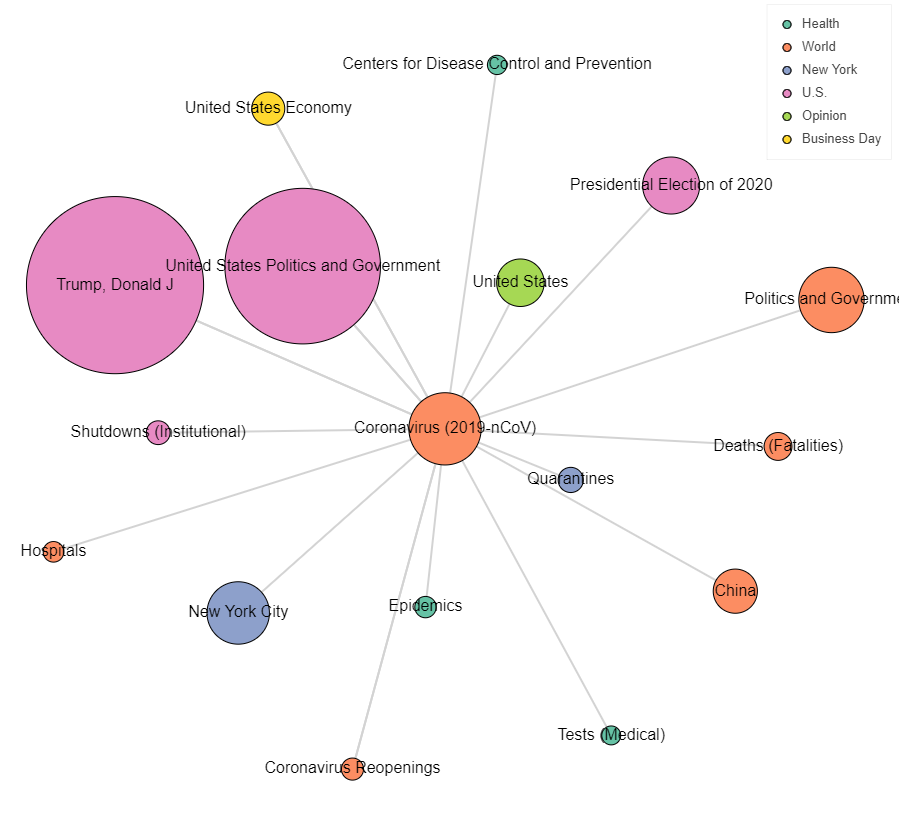 Health
World
New York
U.S.
Opinion
Business Day
Centers for Disease Control and Prevention
United States Economy
Presidential Election of 2020
United States Politics and Government
United States
Trump, Donald J
Politics and Governme
Coronavirus (2019-nCoV)
Shutdowns (Institutional)
Deaths (Fatalities)
Quarantines
Hospitals
China
Epidemics
New York City
Tests (Medical)
Coronavirus Reopenings